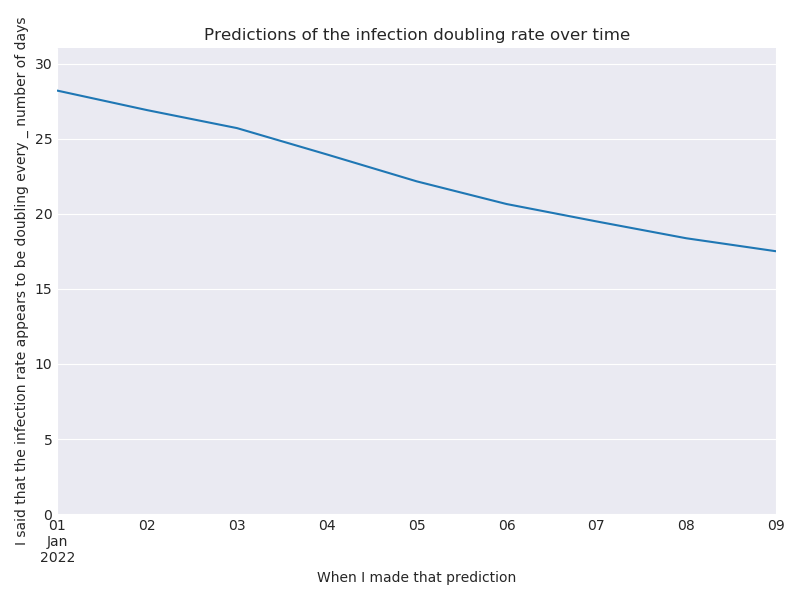 Predictions of the infection doubling rate over time
I said that the infection rate appears to be doubling every _ number of days
30
25
20
15
10
5
0
01 02 03 04 05 06 07 08 09
Jan
2022
When I made that prediction